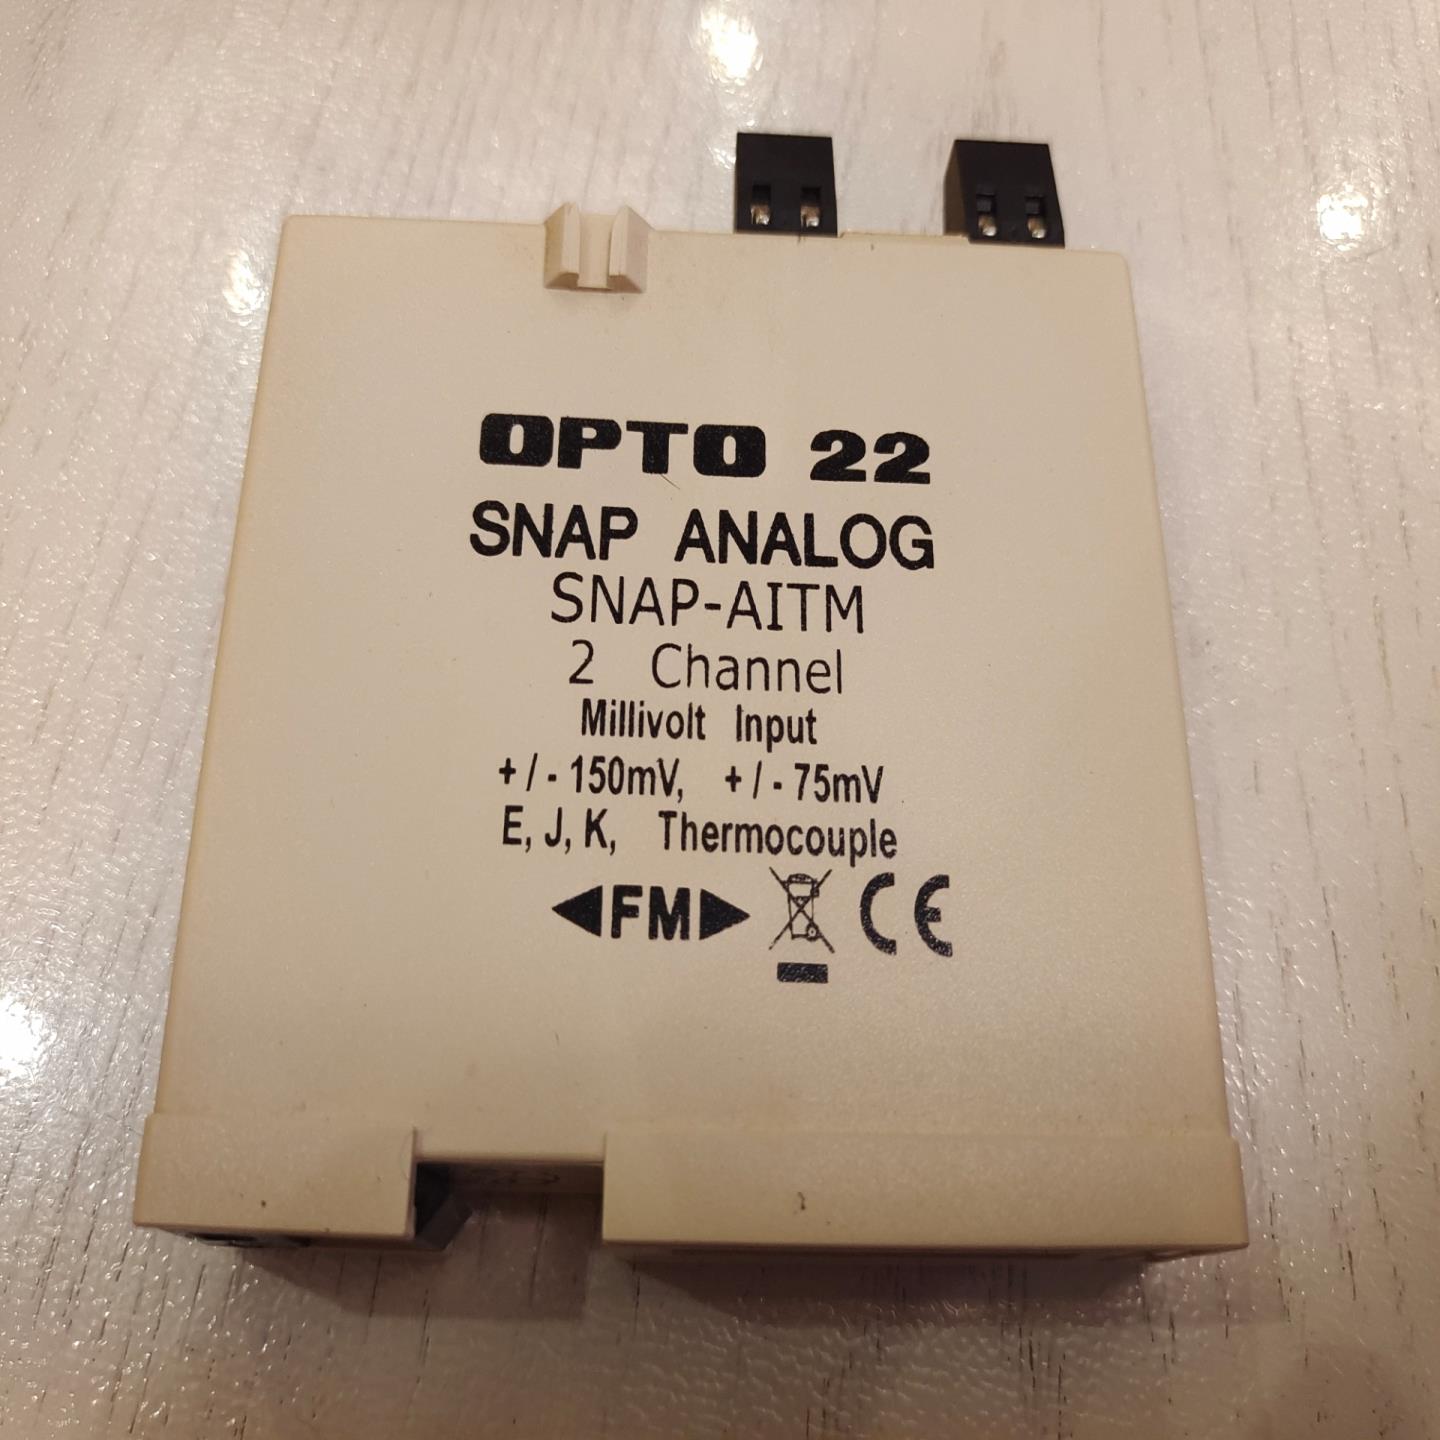 OPTO 22
SNAP ANALOG
SNAP-AITM
2 Channel
Millivolt Input
+/-150mV, +/-75mV
E, J, K, Thermocouple
FM CE